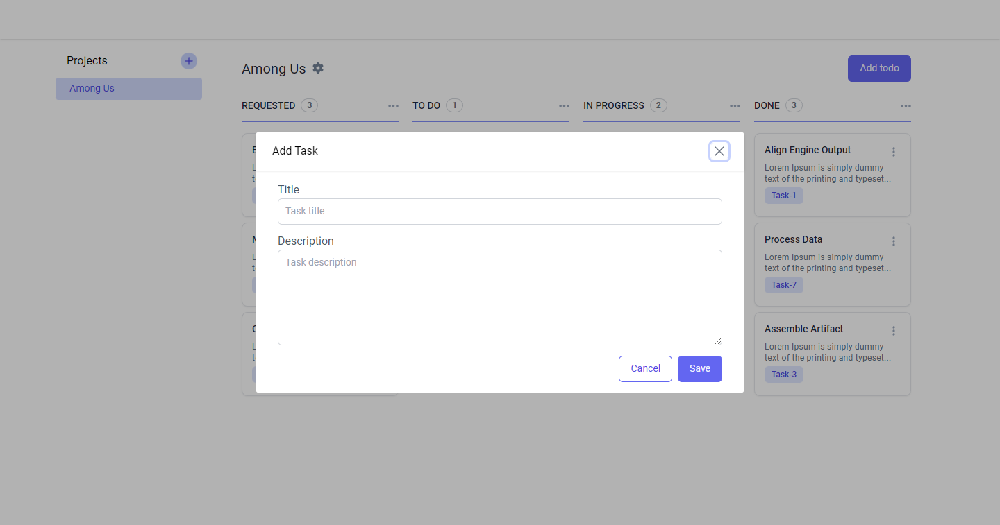 Projects
Among Us
Among Us
Add todo
REQUESTED 3
TO DO 1
IN PROGRESS 2
DONE 3
Add Task
Title
Task title
Description
Task description
Cancel
Save
Align Engine Output
Lorem Ipsum is simply dummy
text of the printing and typeset...
Task-1
Process Data
Lorem Ipsum is simply dummy
text of the printing and typeset...
Task-7
Assemble Artifact
Lorem Ipsum is simply dummy
text of the printing and typeset...
Task-3